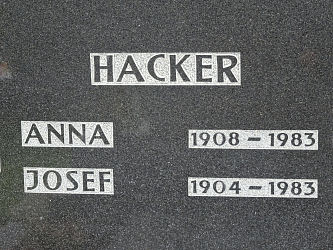 HACKER
ANNA 1908 – 1983
JOSEF 1904 – 1983